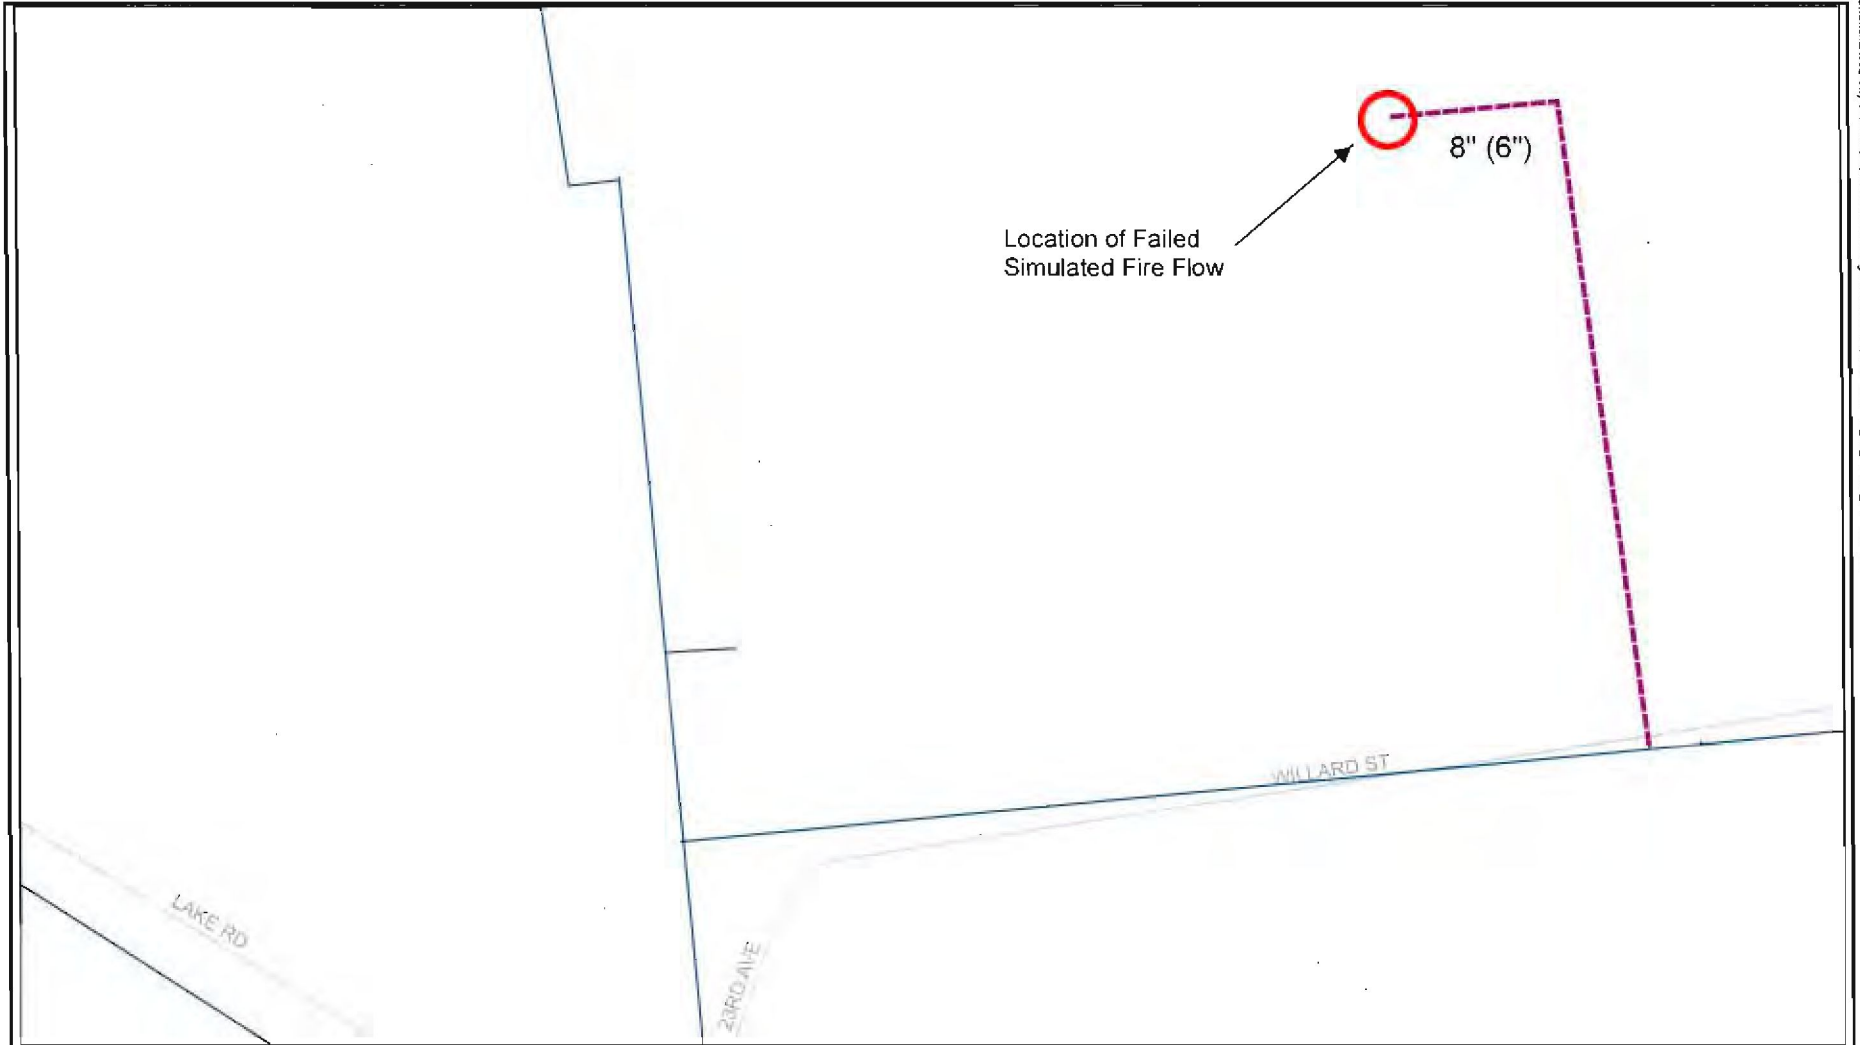 8" (6")
Location of Failed
Simulated Fire Flow
WILLARD ST
LAKE RD
23RD AVE